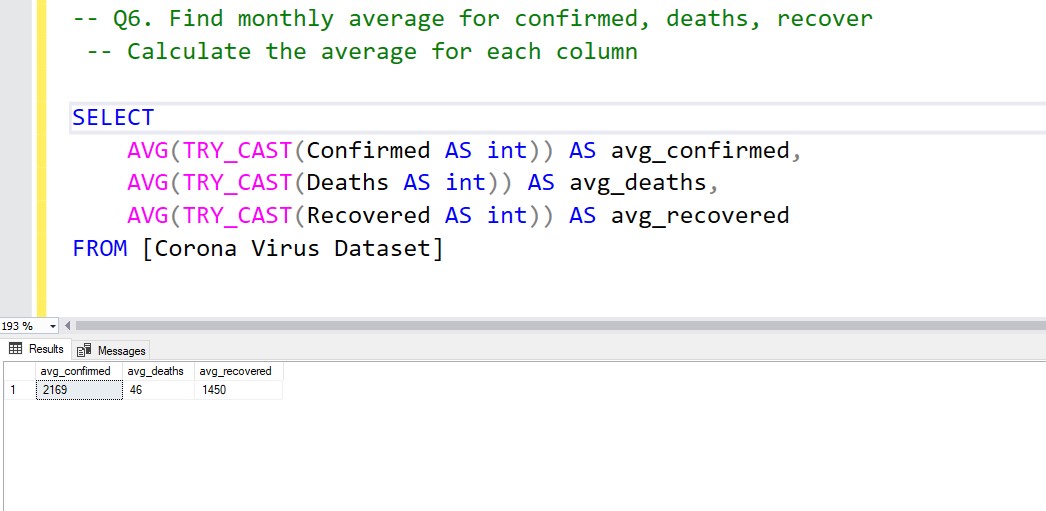 -- Q6. Find monthly average for confirmed, deaths, recover
-- Calculate the average for each column
SELECT
AVG(TRY_CAST(Confirmed AS int)) AS avg_confirmed,
AVG(TRY_CAST(Deaths AS int)) AS avg_deaths,
AVG(TRY_CAST(Recovered AS int)) AS avg_recovered
FROM [Corona Virus Dataset]
193 %
Results Messages
avg_confirmed avg_deaths avg_recovered
1 2169 46 1450